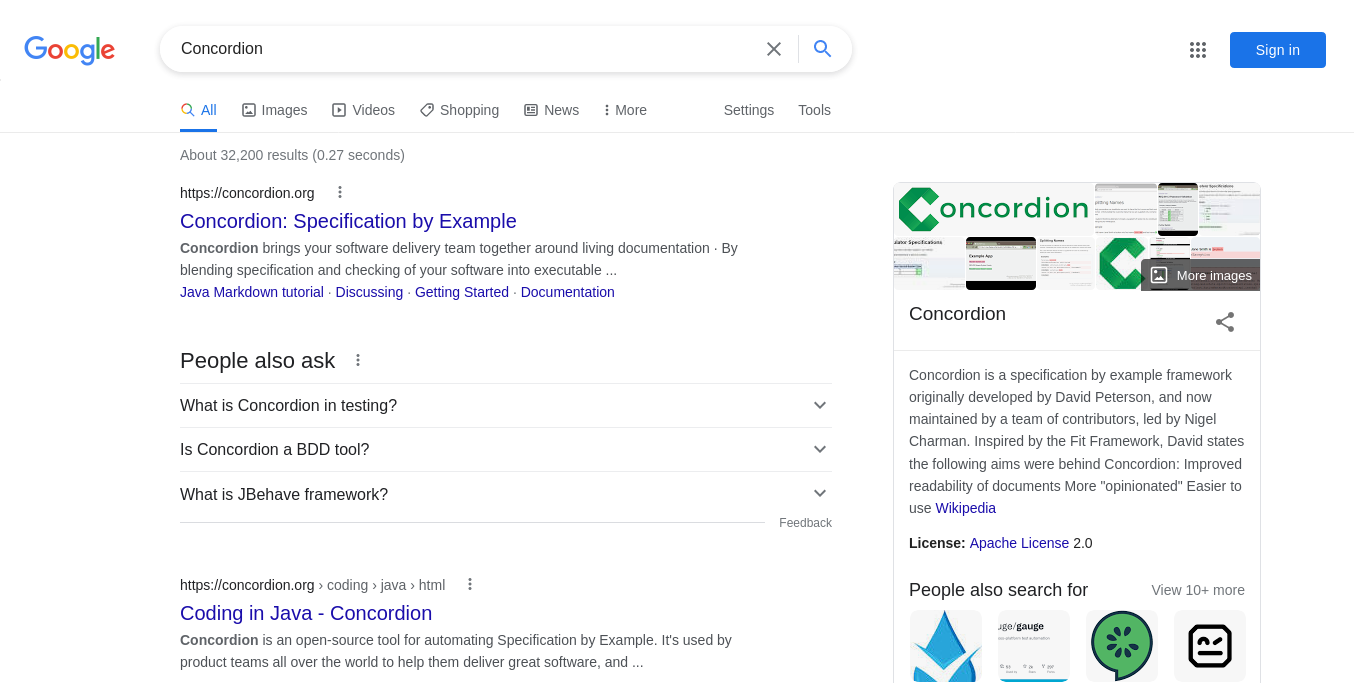 Google
Concordion
Sign in
All
Images
Videos
Shopping
News
More
Settings
Tools
About 32,200 results (0.27 seconds)
https://concordion.org
Concordion: Specification by Example
Concordion brings your software delivery team together around living documentation · By
blending specification and checking of your software into executable ...
Java Markdown tutorial · Discussing · Getting Started · Documentation
People also ask
What is Concordion in testing?
Is Concordion a BDD tool?
What is JBehave framework?
Feedback
https://concordion.org › coding › java › html
Coding in Java - Concordion
Concordion is an open-source tool for automating Specification by Example. It's used by
product teams all over the world to help them deliver great software, and ...
oncordion
Splitting Names
Example App
More images
Concordion
Concordion is a specification by example framework
originally developed by David Peterson, and now
maintained by a team of contributors, led by Nigel
Charman. Inspired by the Fit Framework, David states
the following aims were behind Concordion: Improved
readability of documents More "opinionated" Easier to
use Wikipedia
License: Apache License 2.0
People also search for
View 10+ more
uge/gauge